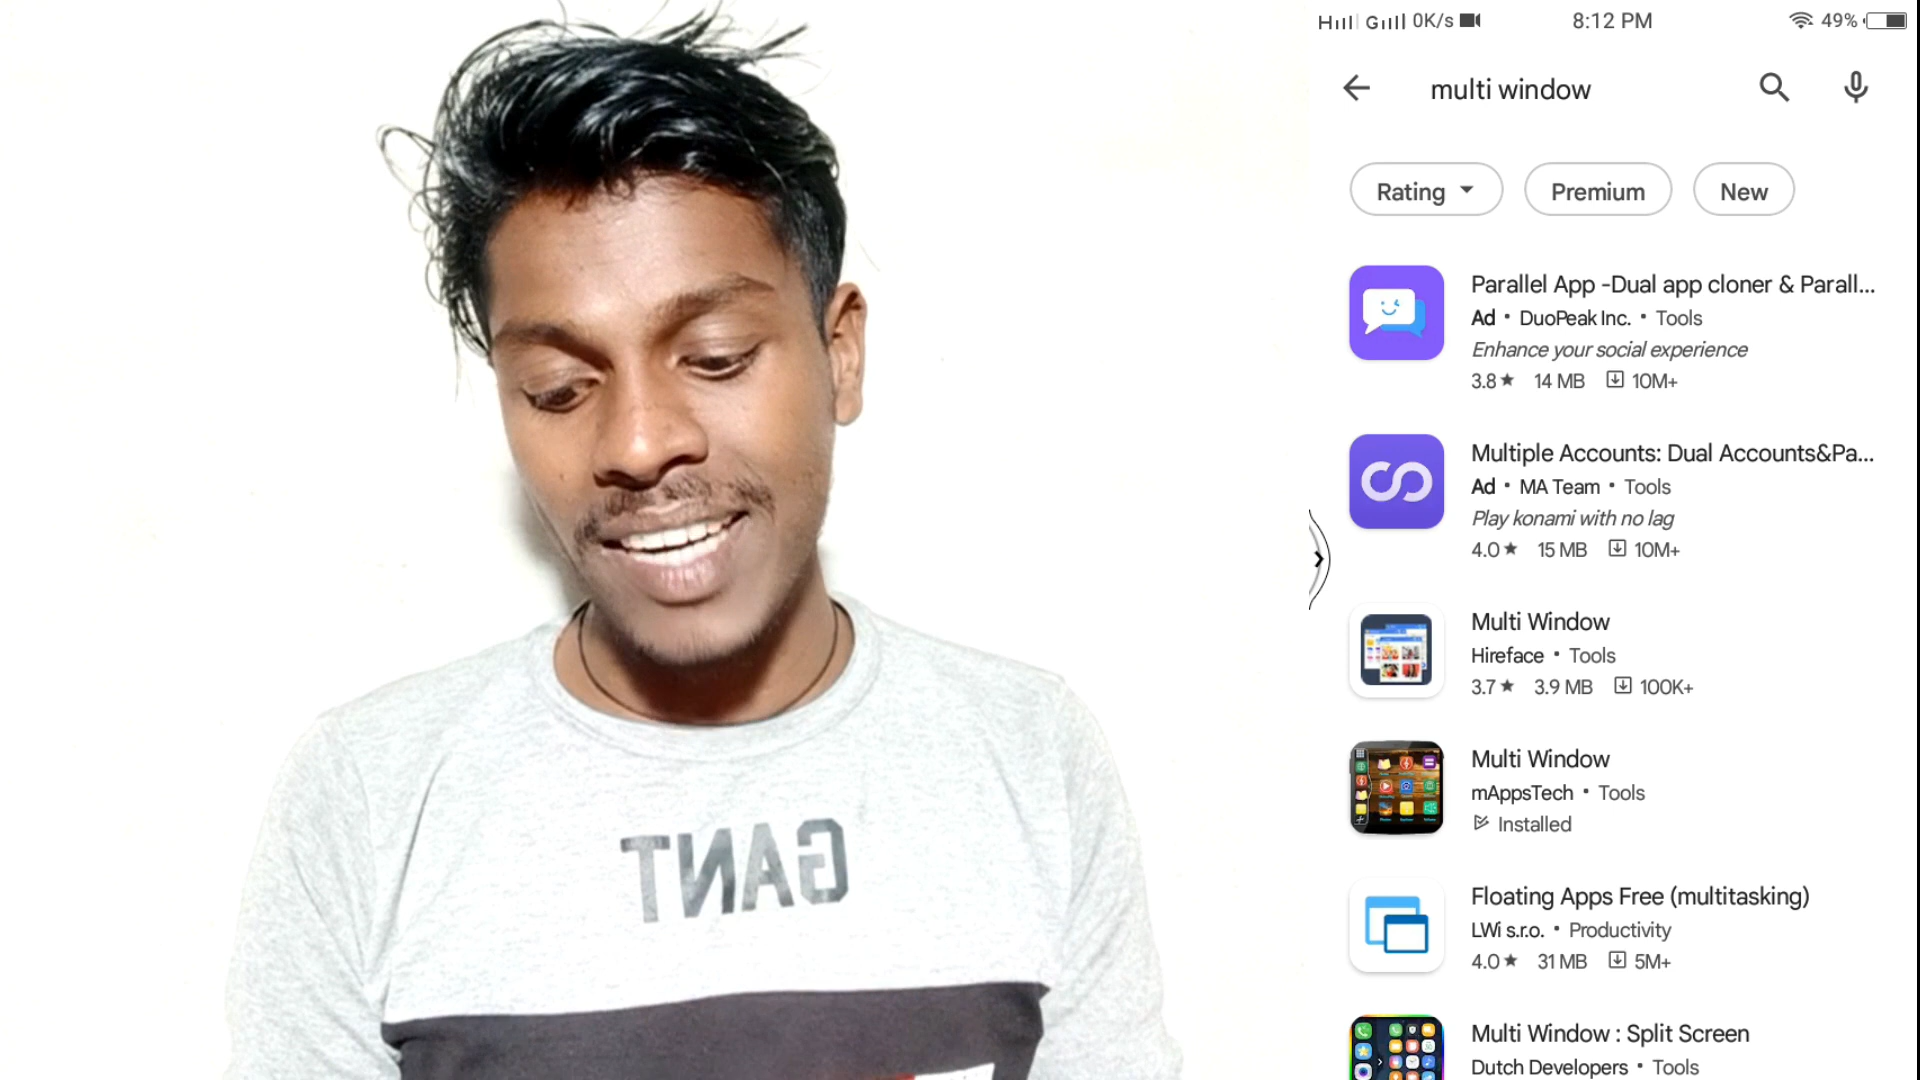 GANT
0K/s
8:12 PM
49%
multi window
Rating
Premium
New
Parallel App -Dual app cloner & Parall...
Ad • DuoPeak Inc. • Tools
Enhance your social experience
3.8★ 14 MB 10M+
Multiple Accounts: Dual Accounts&Pa...
Ad • MA Team • Tools
Play konami with no lag
4.0★ 15 MB 10M+
Multi Window
Hireface • Tools
3.7★ 3.9 MB 100K+
Multi Window
mAppsTech • Tools
Installed
Floating Apps Free (multitasking)
LWi s.r.o. • Productivity
4.0★ 31 MB 5M+
Multi Window : Split Screen
Dutch Developers • Tools